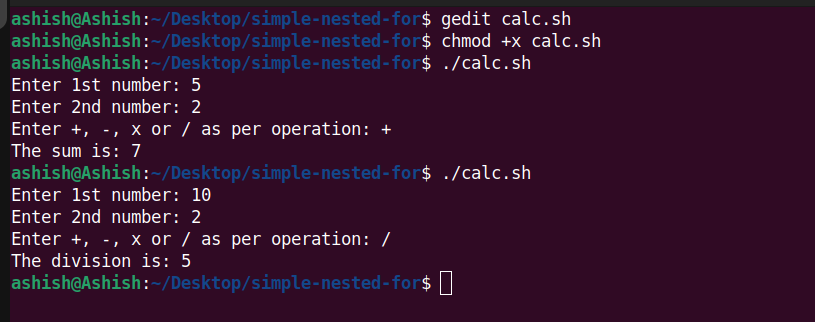 ashish@Ashish:~/Desktop/simple-nested-for$ gedit calc.sh
ashish@Ashish:~/Desktop/simple-nested-for$ chmod +x calc.sh
ashish@Ashish:~/Desktop/simple-nested-for$ ./calc.sh
Enter 1st number: 5
Enter 2nd number: 2
Enter +, -, x or / as per operation: +
The sum is: 7
ashish@Ashish:~/Desktop/simple-nested-for$ ./calc.sh
Enter 1st number: 10
Enter 2nd number: 2
Enter +, -, x or / as per operation: /
The division is: 5
ashish@Ashish:~/Desktop/simple-nested-for$